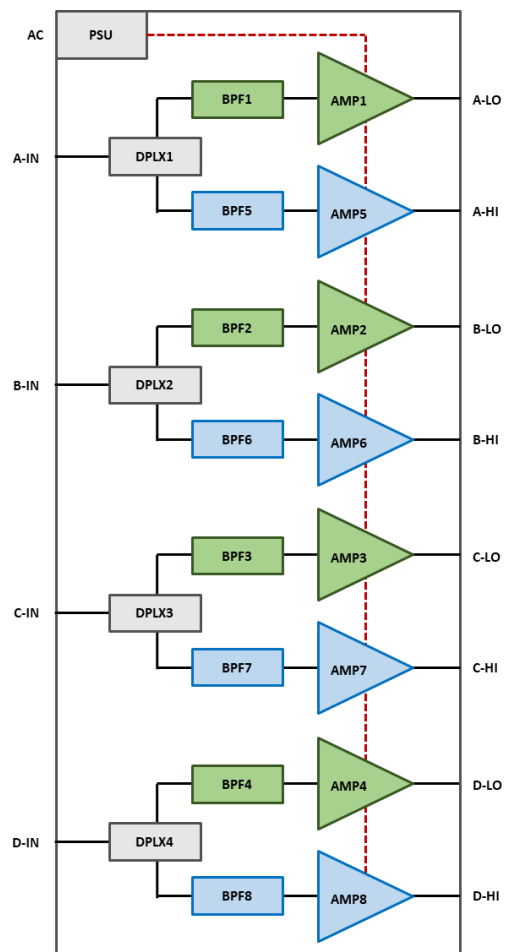 AC
PSU
BPF1
AMP1
A-LO
A-IN
DPLX1
BPF5
AMP5
A-HI
BPF2
AMP2
B-LO
B-IN
DPLX2
BPF6
AMP6
B-HI
BPF3
AMP3
C-LO
C-IN
DPLX3
BPF7
AMP7
C-HI
BPF4
AMP4
D-LO
D-IN
DPLX4
BPF8
AMP8
D-HI